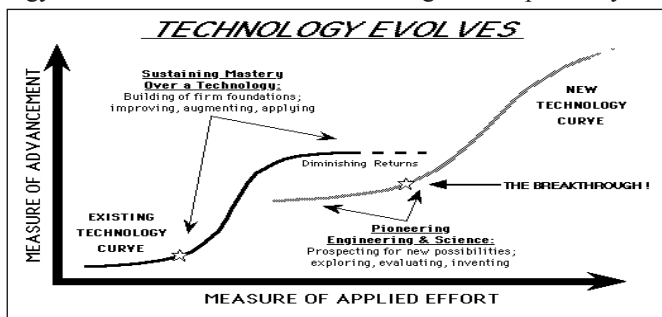 TECHNOLOGY EVOLVES
Sustaining Mastery
Over a Technology:
Building of firm foundations;
improving, augmenting, applying
NEW
TECHNOLOGY
CURVE
Diminishing Returns
THE BREAKTHROUGH !
EXISTING
TECHNOLOGY
CURVE
Pioneering
Engineering & Science:
Prospecting for new possibilities;
exploring, evaluating, inventing
MEASURE OF ADVANCEMENT
MEASURE OF APPLIED EFFORT